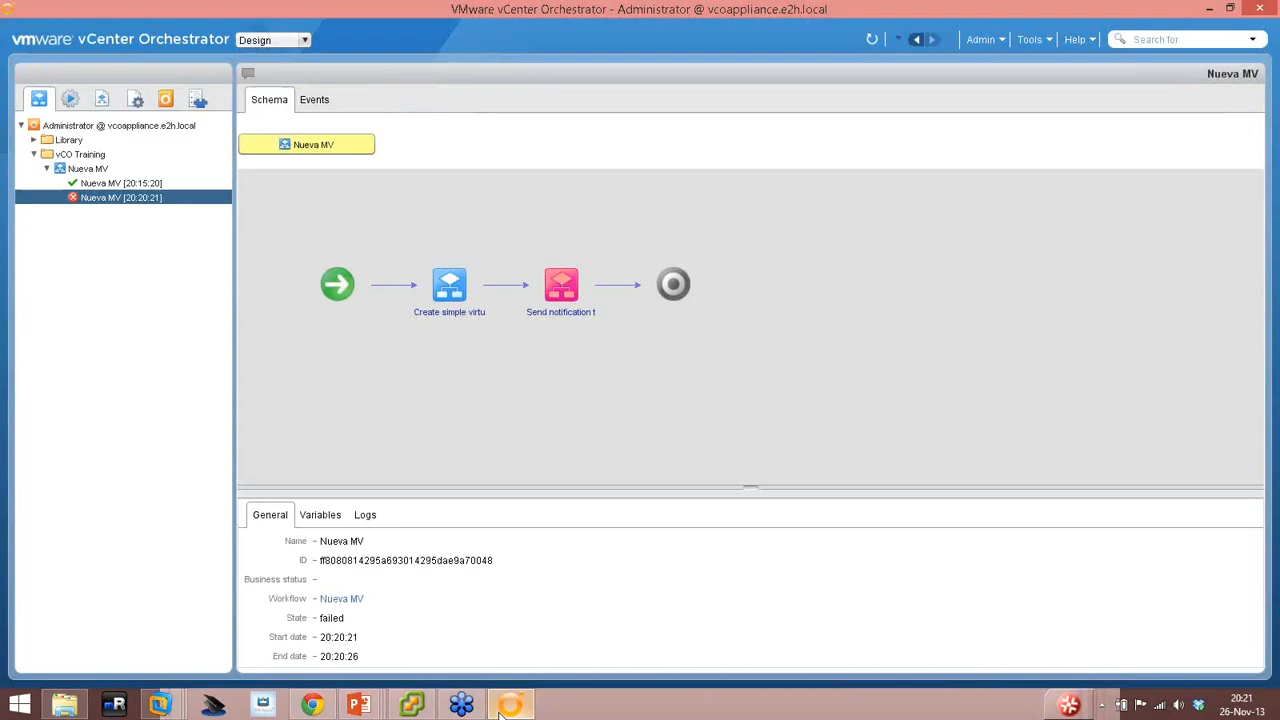 VMware vCenter Orchestrator - Administrator @ vcoappliance.e2h.local
vmware vCenter Orchestrator Design Admin Tools Help Search for
Nueva MV
Schema Events
Administrator @ vcoappliance.e2h.local
Library
vCO Training
Nueva MV
Nueva MV [20:15:20]
Nueva MV [20:20:21]
Nueva MV
Create simple virtu
Send notification t
General Variables Logs
Name - Nueva MV
ID - ff8080814295a693014295dae9a70048
Business status -
Workflow - Nueva MV
State - failed
Start date - 20:20:21
End date - 20:20:26
mR
20:21
26-Nov-13